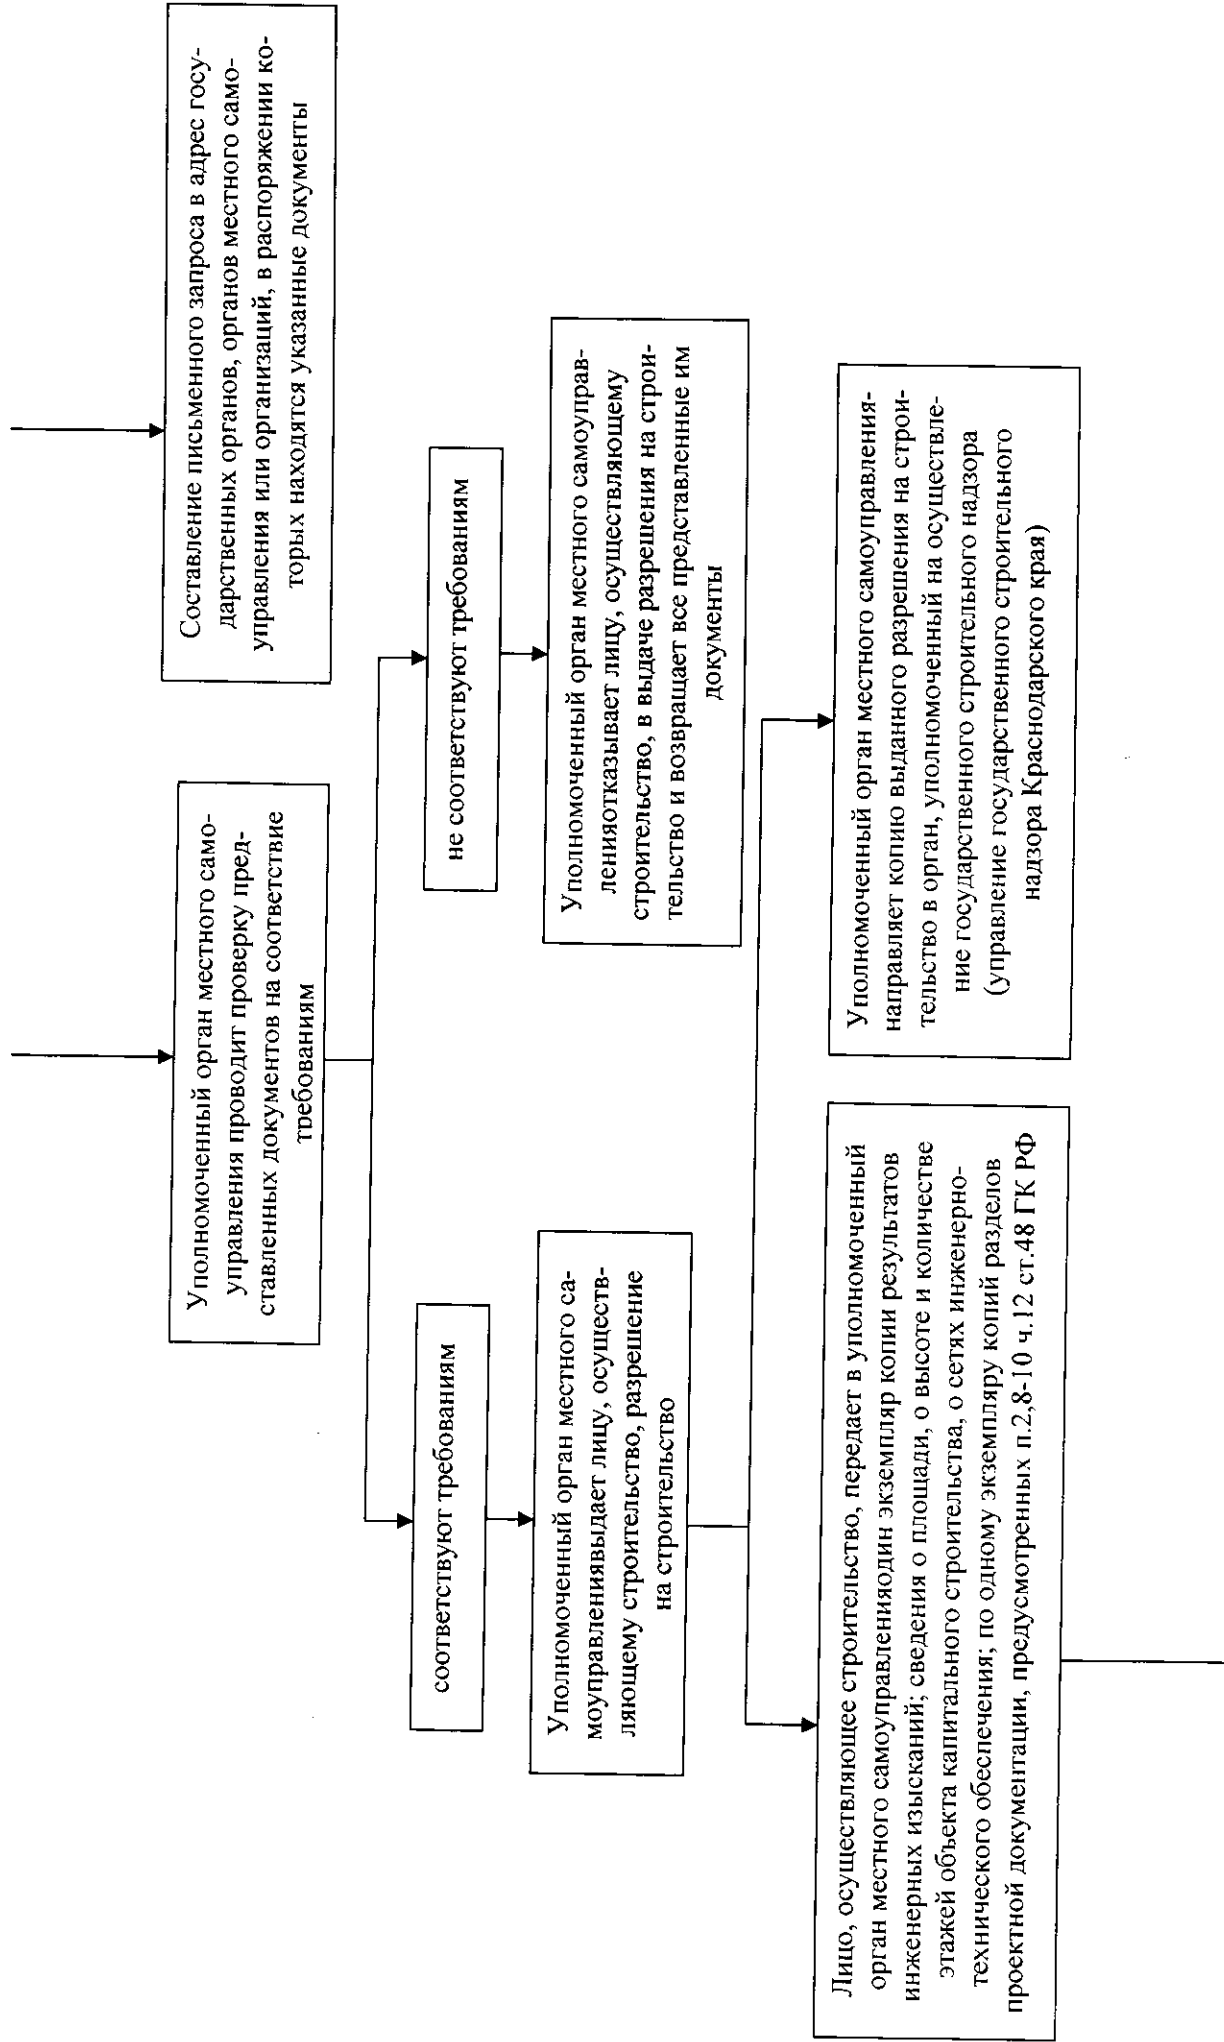 Составление письменного запроса в адрес госу-
дарственных органов, органов местного само-
управления или организаций, в распоряжении ко-
торых находятся указанные документы
Уполномоченный орган местного само-
управления проводит проверку пред-
ставленных документов на соответствие
требованиям
не соответствуют требованиям
соответствуют требованиям
Уполномоченный орган местного самоуправ-
ленияотказывает лицу, осуществляющему
строительство, в выдаче разрешения на строи-
тельство и возвращает все представленные им
документы
Уполномоченный орган местного са-
моуправлениявыдает лицу, осуществ-
ляющему строительство, разрешение
на строительство
Уполномоченный орган местного самоуправления-
направляет копию выданного разрешения на строи-
тельство в орган, уполномоченный на осуществле-
ние государственного строительного надзора
(управление государственного строительного
надзора Краснодарского края)
Лицо, осуществляющее строительство, передает в уполномоченный
орган местного самоуправленияодин экземпляр копии результатов
инженерных изысканий; сведения о площади, о высоте и количестве
этажей объекта капитального строительства, о сетях инженерно-
технического обеспечения; по одному экземпляру копий разделов
проектной документации, предусмотренных п.2,8-10 ч.12 ст.48 ГК РФ